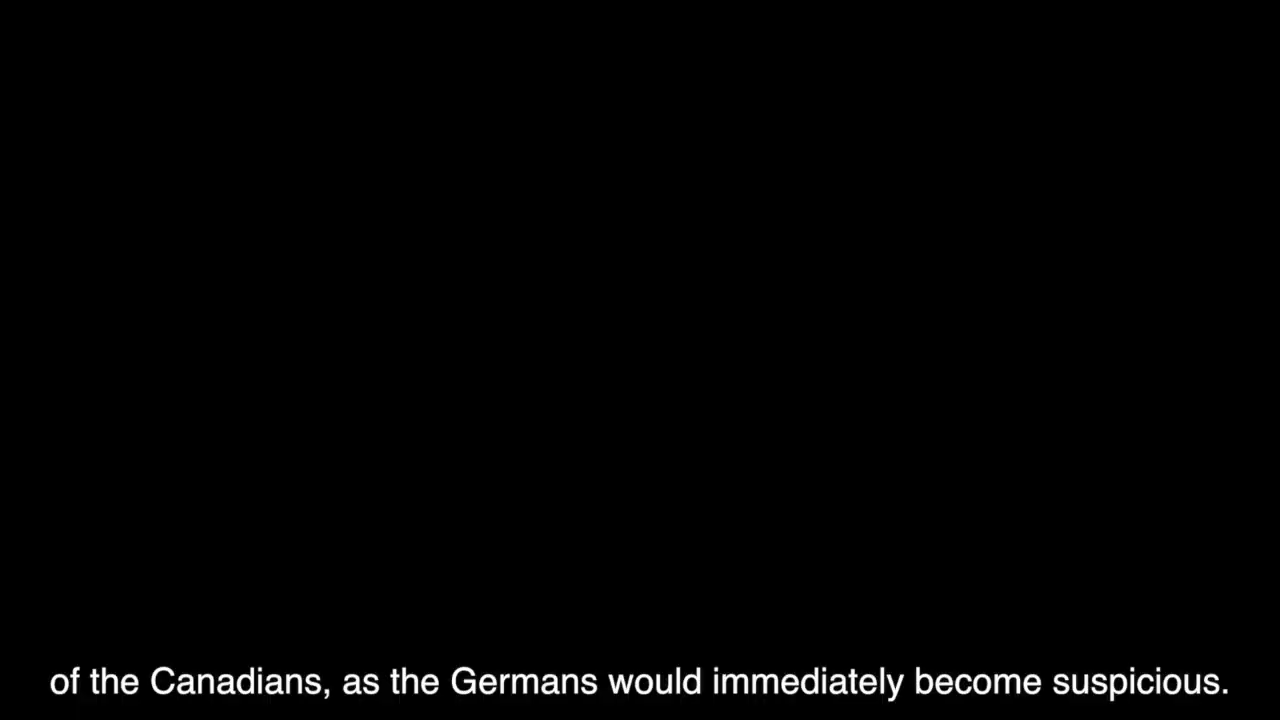 of the Canadians, as the Germans would immediately become suspicious.